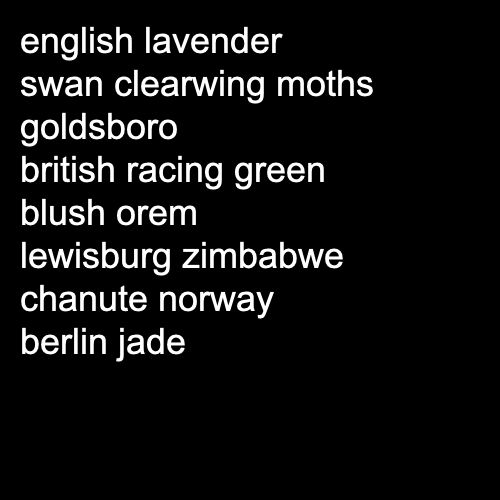 english lavender
swan clearwing moths
goldsboro
british racing green
blush orem
lewisburg zimbabwe
chanute norway
berlin jade